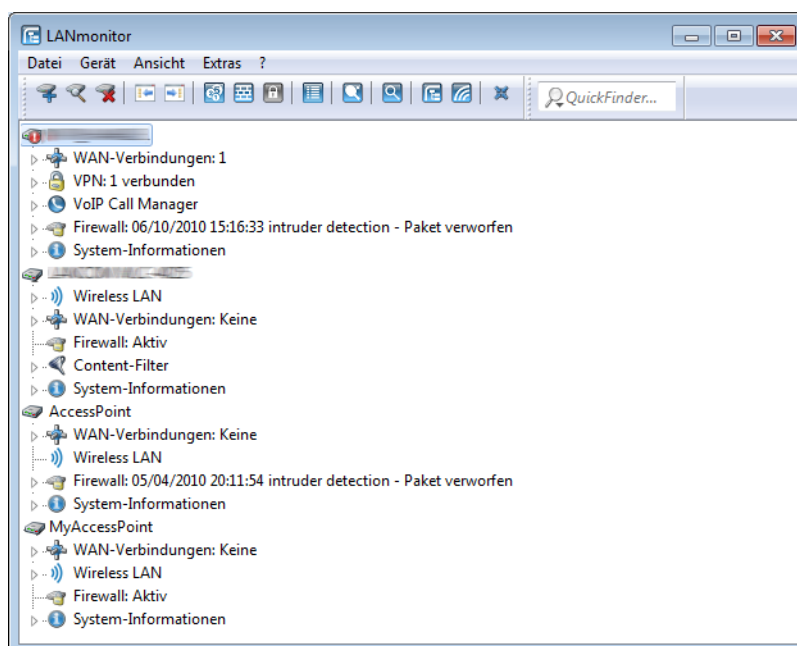 LANmonitor
Datei Gerät Ansicht Extras ?
QuickFinder...
WAN-Verbindungen: 1
VPN: 1 verbunden
VoIP Call Manager
Firewall: 06/10/2010 15:16:33 intruder detection - Paket verworfen
System-Informationen
Wireless LAN
WAN-Verbindungen: Keine
Firewall: Aktiv
Content-Filter
System-Informationen
AccessPoint
WAN-Verbindungen: Keine
Wireless LAN
Firewall: 05/04/2010 20:11:54 intruder detection - Paket verworfen
System-Informationen
MyAccessPoint
WAN-Verbindungen: Keine
Wireless LAN
Firewall: Aktiv
System-Informationen